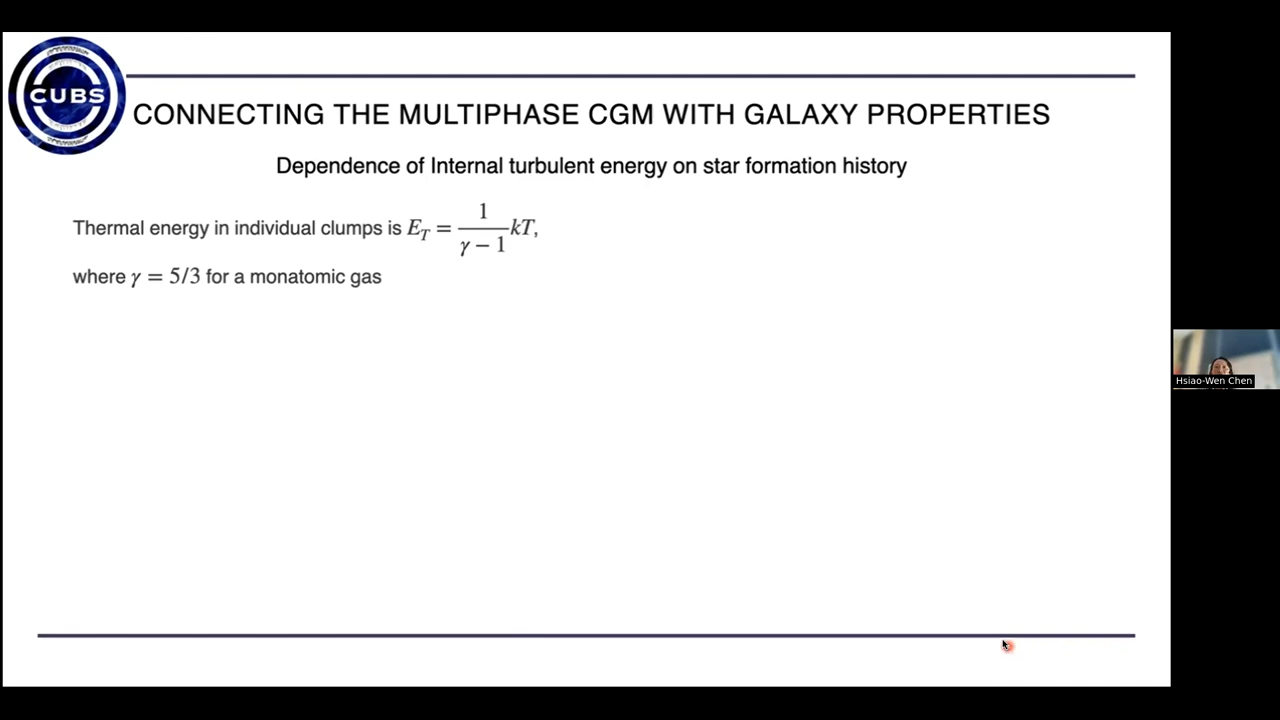 CUBS
CONNECTING THE MULTIPHASE CGM WITH GALAXY PROPERTIES
Dependence of Internal turbulent energy on star formation history
Thermal energy in individual clumps is E_T = \frac{1}{γ − 1} kT,
where γ = 5/3 for a monatomic gas
Hsiao-Wen Chen